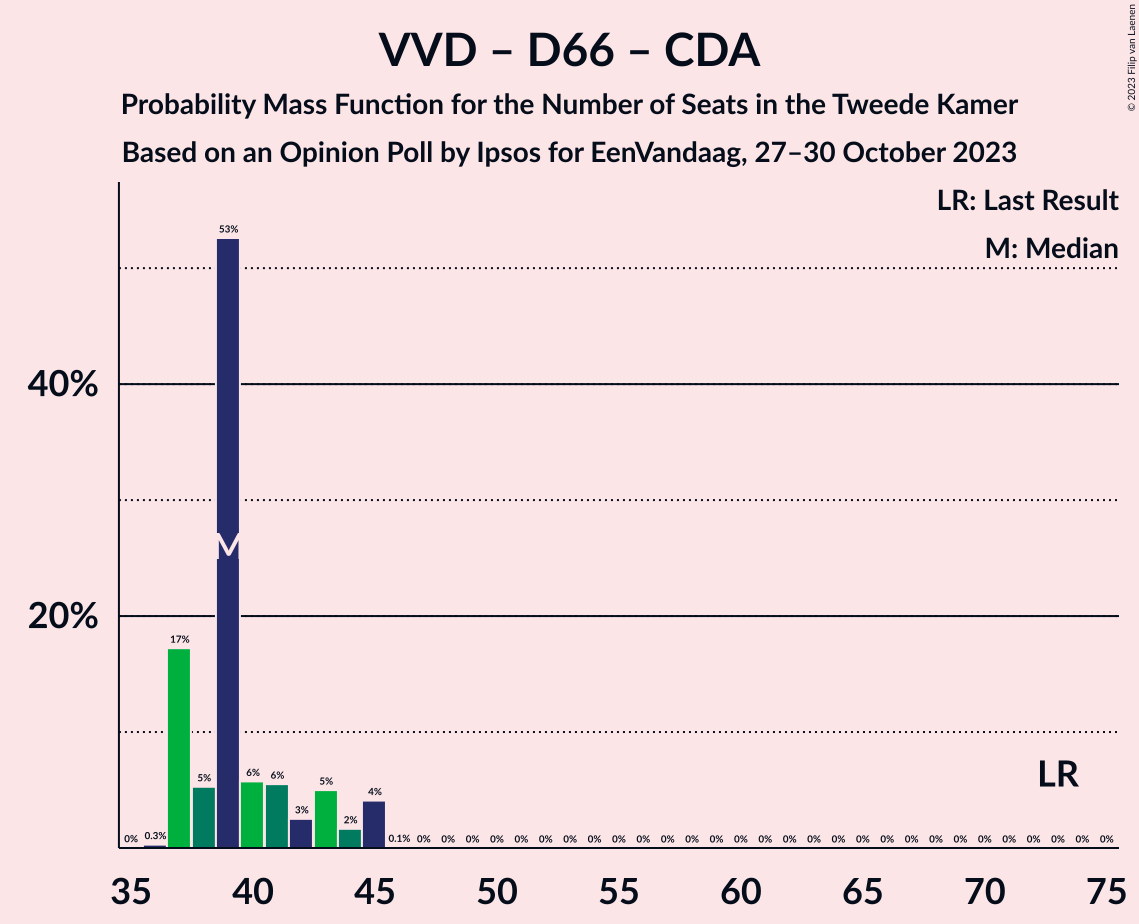 VVD – D66 – CDA
Probability Mass Function for the Number of Seats in the Tweede Kamer
Based on an Opinion Poll by Ipsos for EenVandaag, 27–30 October 2023
© 2023 Filip van Laenen
LR: Last Result
M: Median
53%
40%
M
20%
17%
LR
5%
6%
6%
5%
4%
3%
2%
0% 0.3% 0.1% 0% 0% 0% 0% 0% 0% 0% 0% 0% 0% 0% 0% 0% 0% 0% 0% 0% 0% 0% 0% 0% 0% 0% 0% 0% 0% 0% 0% 0%
35 40 45 50 55 60 65 70 75